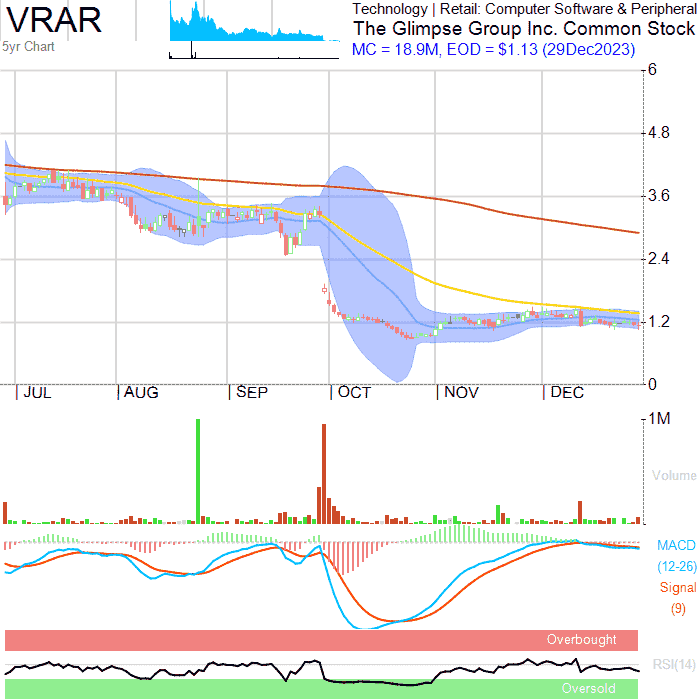 VRAR
5yr Chart
Technology | Retail: Computer Software & Peripheral
The Glimpse Group Inc. Common Stock
MC = 18.9M, EOD = $1.13 (29Dec2023)
6
4.8
3.6
2.4
1.2
0
JUL AUG SEP OCT NOV DEC
1M
Volume
MACD
(12-26)
Signal
(9)
Overbought
RSI(14)
Oversold